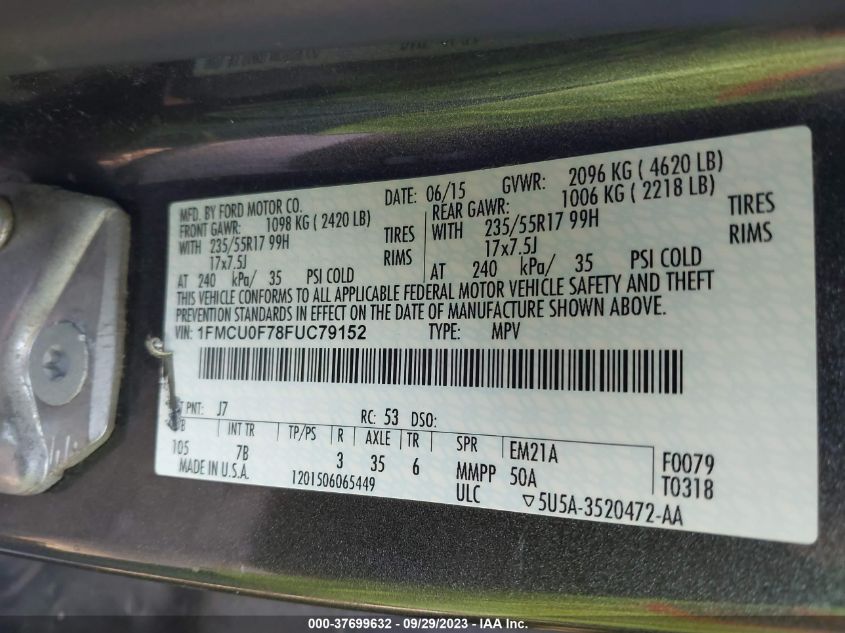 DATE: 06/15 GVWR: 2096 KG ( 4620 LB)
MFD. BY FORD MOTOR CO.
FRONT GAWR: 1098 KG ( 2420 LB)
WITH 235/55R17 99H TIRES
17x7.5J RIMS
AT 240 kPa/ 35 PSI COLD
REAR GAWR: 1006 KG ( 2218 LB)
WITH 235/55R17 99H TIRES
17x7.5J RIMS
AT 240 kPa/ 35 PSI COLD
THIS VEHICLE CONFORMS TO ALL APPLICABLE FEDERAL MOTOR VEHICLE SAFETY AND THEFT
PREVENTION STANDARDS IN EFFECT ON THE DATE OF MANUFACTURE SHOWN ABOVE.
VIN: 1FMCU0F78FUC79152 TYPE: MPV
PNT: J7 RC: 53 DSO:
INT TR TP/PS R AXLE TR SPR EM21A F0079
105 7B 3 35 6 MMPP 50A T0318
MADE IN U.S.A. 1201506065449 ULC ▽5U5A-3520472-AA
000-37699632 - 09/29/2023 - IAA Inc.